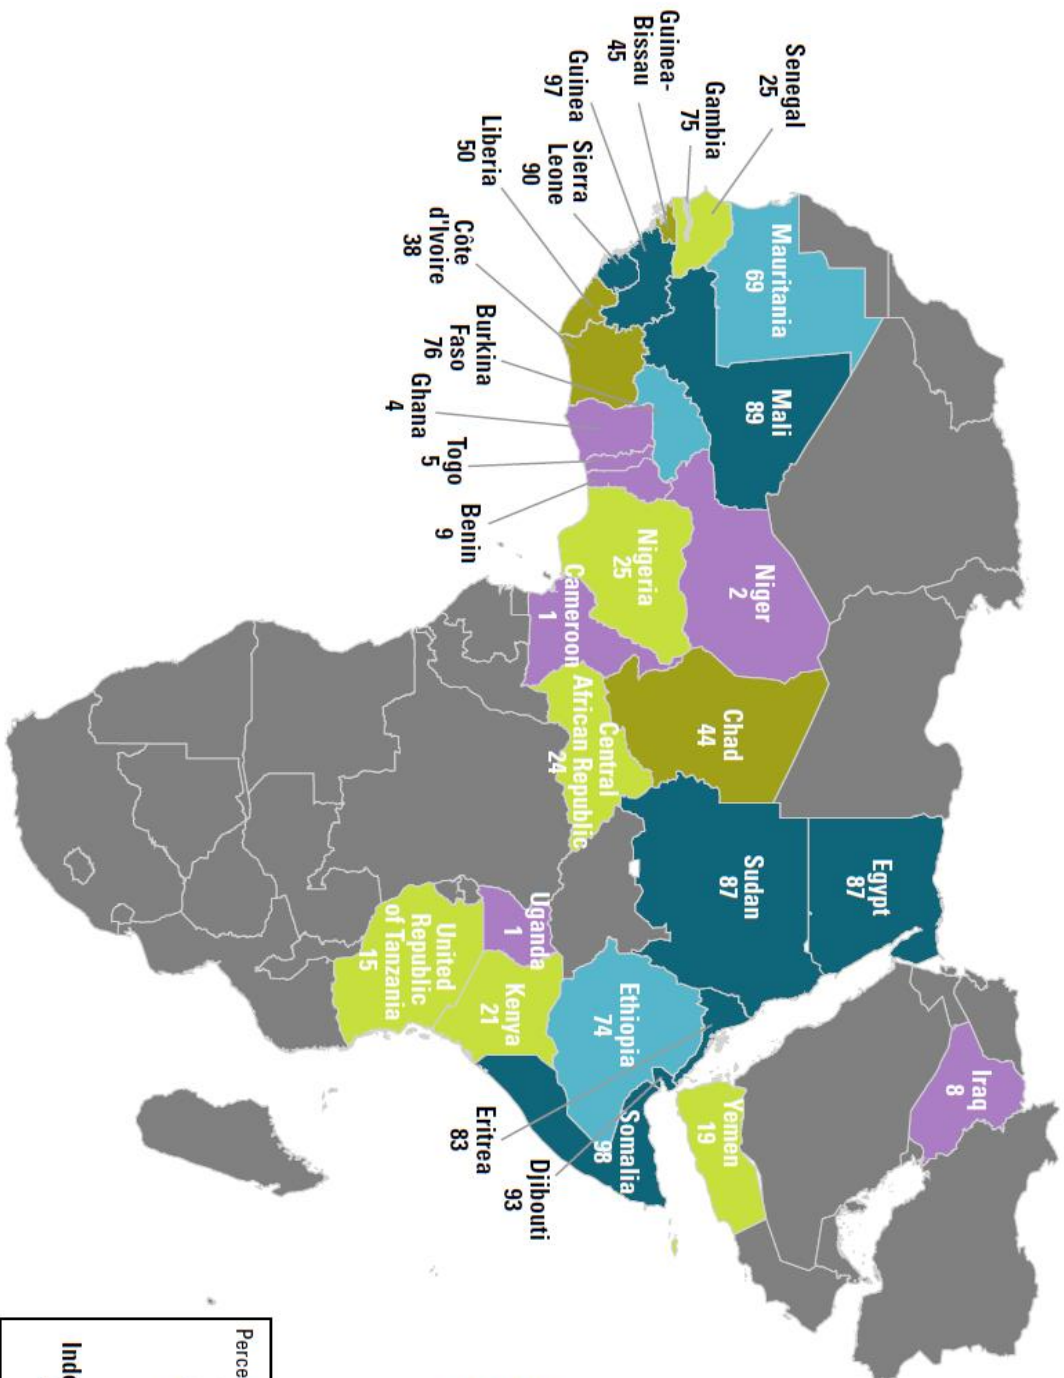 Senegal
25
Gambia
75
Guinea-
Bissau
45
Guinea
97
Sierra
Leone
90
Liberia
50
Côte
d'Ivoire
38
Burkina
Faso
76
Ghana
4
Togo
5
Benin
9
Mauritania
69
Mali
89
Niger
2
Nigeria
25
Cameroon
1
Chad
44
Central
African Republic
24
Egypt
87
Sudan
87
Ethiopia
74
Uganda
1
Kenya
21
United
Republic
of Tanzania
15
Somalia
98
Eritrea
83
Djibouti
93
Yemen
19
Iraq
8
Perce
Indo